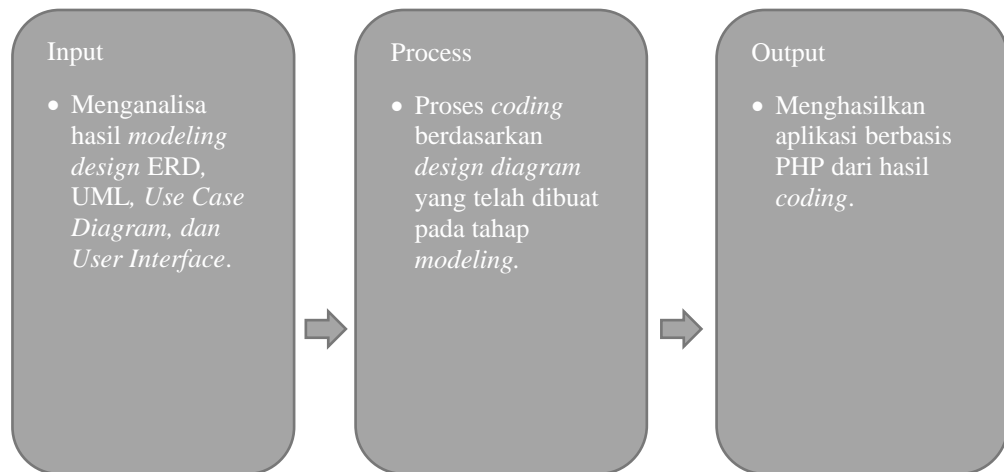 Input
• Menganalisa
hasil modeling
design ERD,
UML, Use Case
Diagram, dan
User Interface.
Process
• Proses coding
berdasarkan
design diagram
yang telah dibuat
pada tahap
modeling.
Output
• Menghasilkan
aplikasi berbasis
PHP dari hasil
coding.